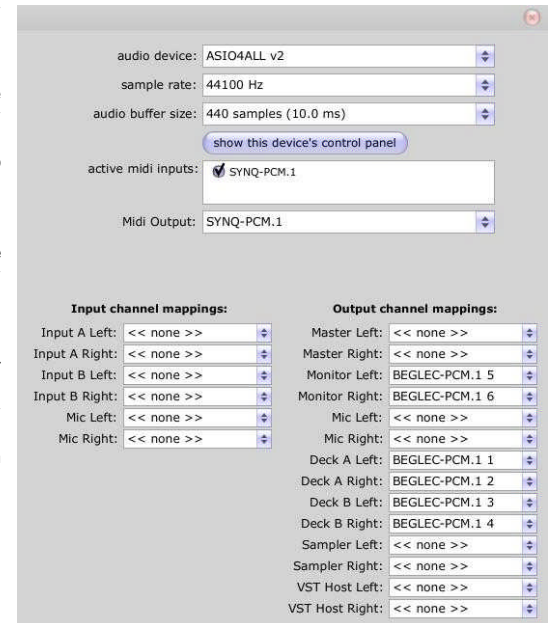 audio device: ASIO4ALL v2
sample rate: 44100 Hz
audio buffer size: 440 samples (10.0 ms)
show this device's control panel
active midi inputs: SYNQ-PCM.1
Midi Output: SYNQ-PCM.1
Input channel mappings:
Input A Left: << none >>
Input A Right: << none >>
Input B Left: << none >>
Input B Right: << none >>
Mic Left: << none >>
Mic Right: << none >>
Output channel mappings:
Master Left: << none >>
Master Right: << none >>
Monitor Left: BEGLEC-PCM.1 5
Monitor Right: BEGLEC-PCM.1 6
Mic Left: << none >>
Mic Right: << none >>
Deck A Left: BEGLEC-PCM.1 1
Deck A Right: BEGLEC-PCM.1 2
Deck B Left: BEGLEC-PCM.1 3
Deck B Right: BEGLEC-PCM.1 4
Sampler Left: << none >>
Sampler Right: << none >>
VST Host Left: << none >>
VST Host Right: << none >>